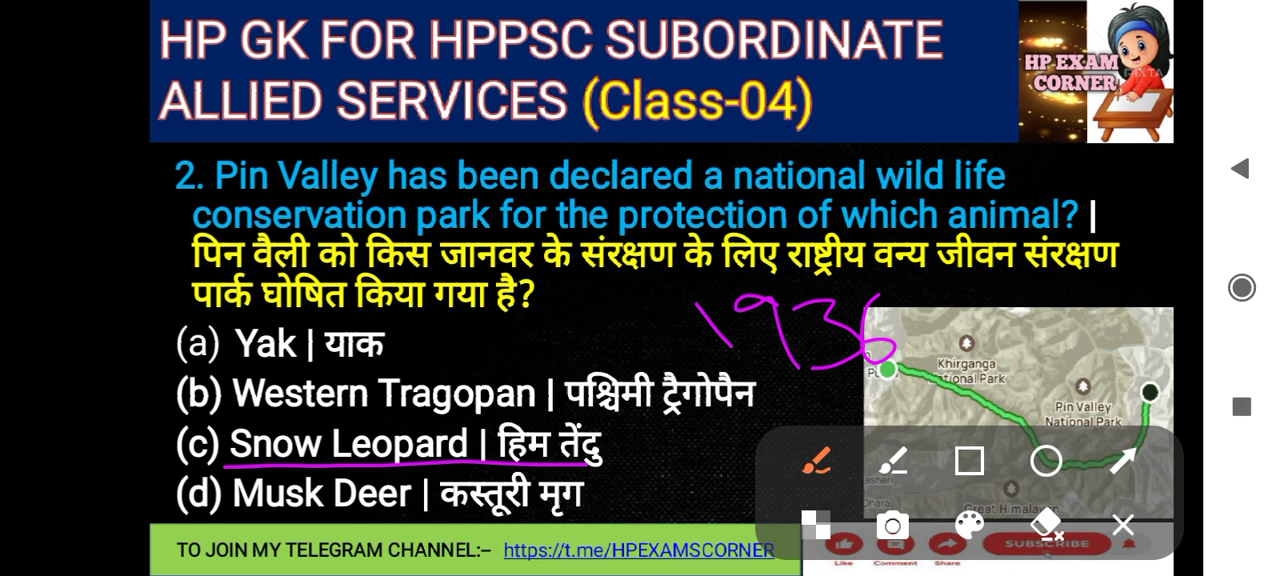 HP GK FOR HPPSC SUBORDINATE
ALLIED SERVICES (Class-04)
HP EXAM
CORNER
2. Pin Valley has been declared a national wild life
conservation park for the protection of which animal? |
पिन वैली को किस जानवर के संरक्षण के लिए राष्ट्रीय वन्य जीवन संरक्षण
पार्क घोषित किया गया है?
1936
(a) Yak | याक
(b) Western Tragopan | पश्चिमी ट्रैगोपैन
(c) Snow Leopard | हिम तेंदु
(d) Musk Deer | कस्तूरी मृग
Khirganga
National Park
Pin Valley
National Park
Great Himalayan
TO JOIN MY TELEGRAM CHANNEL:– https://t.me/HPEXAMSCORNER
SUBSCRIBE
Like Comment Share